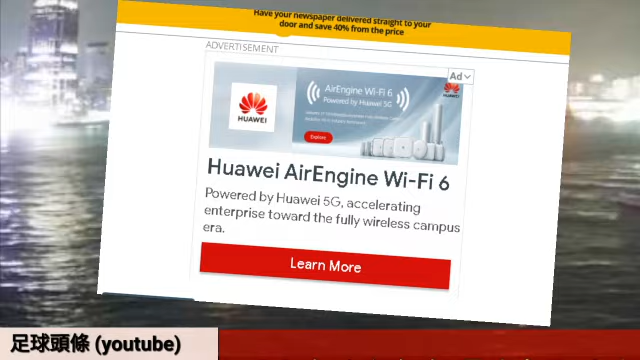 Have your newspaper delivered straight to your
door and save 40% from the price
ADVERTISEMENT
Ad
AirEngine Wi-Fi 6
Powered by Huawei 5G
HUAWEI
HUAWEI
Explore
Huawei AirEngine Wi-Fi 6
Powered by Huawei 5G, accelerating
enterprise toward the fully wireless campus
era.
Learn More
足球頭條 (youtube)